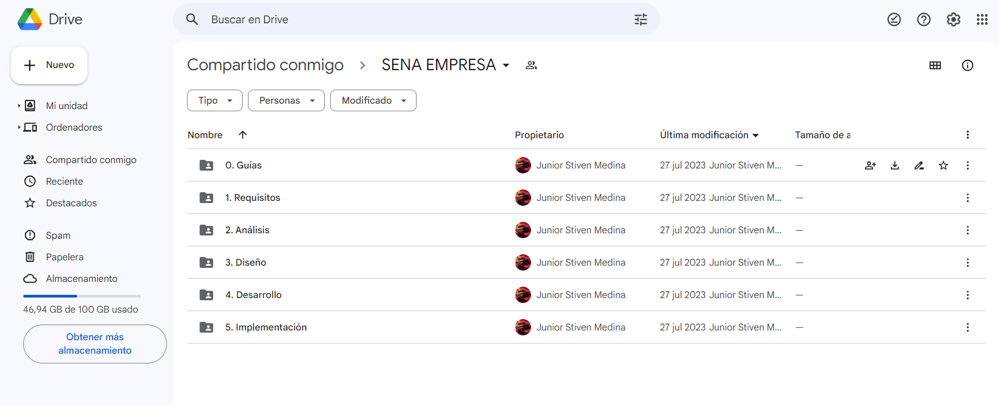 Drive
Buscar en Drive
Nuevo
Mi unidad
Ordenadores
Compartido conmigo
Reciente
Destacados
Spam
Papelera
Almacenamiento
46,94 GB de 100 GB usado
Obtener más
almacenamiento
Compartido conmigo SENA EMPRESA
Tipo Personas Modificado
Nombre Propietario Última modificación Tamaño de a
0. Guías Junior Stiven Medina 27 jul 2023 Junior Stiven M... —
1. Requisitos Junior Stiven Medina 27 jul 2023 Junior Stiven M... —
2. Análisis Junior Stiven Medina 27 jul 2023 Junior Stiven M... —
3. Diseño Junior Stiven Medina 27 jul 2023 Junior Stiven M... —
4. Desarrollo Junior Stiven Medina 27 jul 2023 Junior Stiven M... —
5. Implementación Junior Stiven Medina 27 jul 2023 Junior Stiven M... —